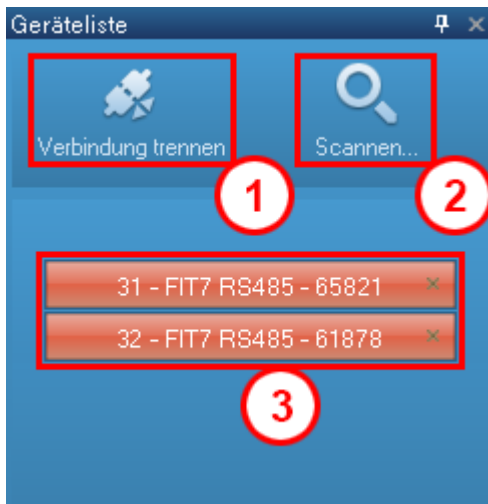 Geräteliste
Verbindung trennen
Scannen...
1
2
31 - FIT7 RS485 - 65821
32 - FIT7 RS485 - 61878
3